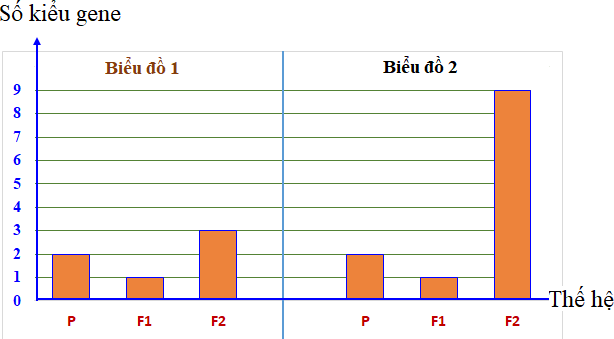 Số kiểu gene
Biểu đồ 1
Biểu đồ 2
9
8
7
6
5
4
3
2
1
0
Thế hệ
P F1 F2 P F1 F2